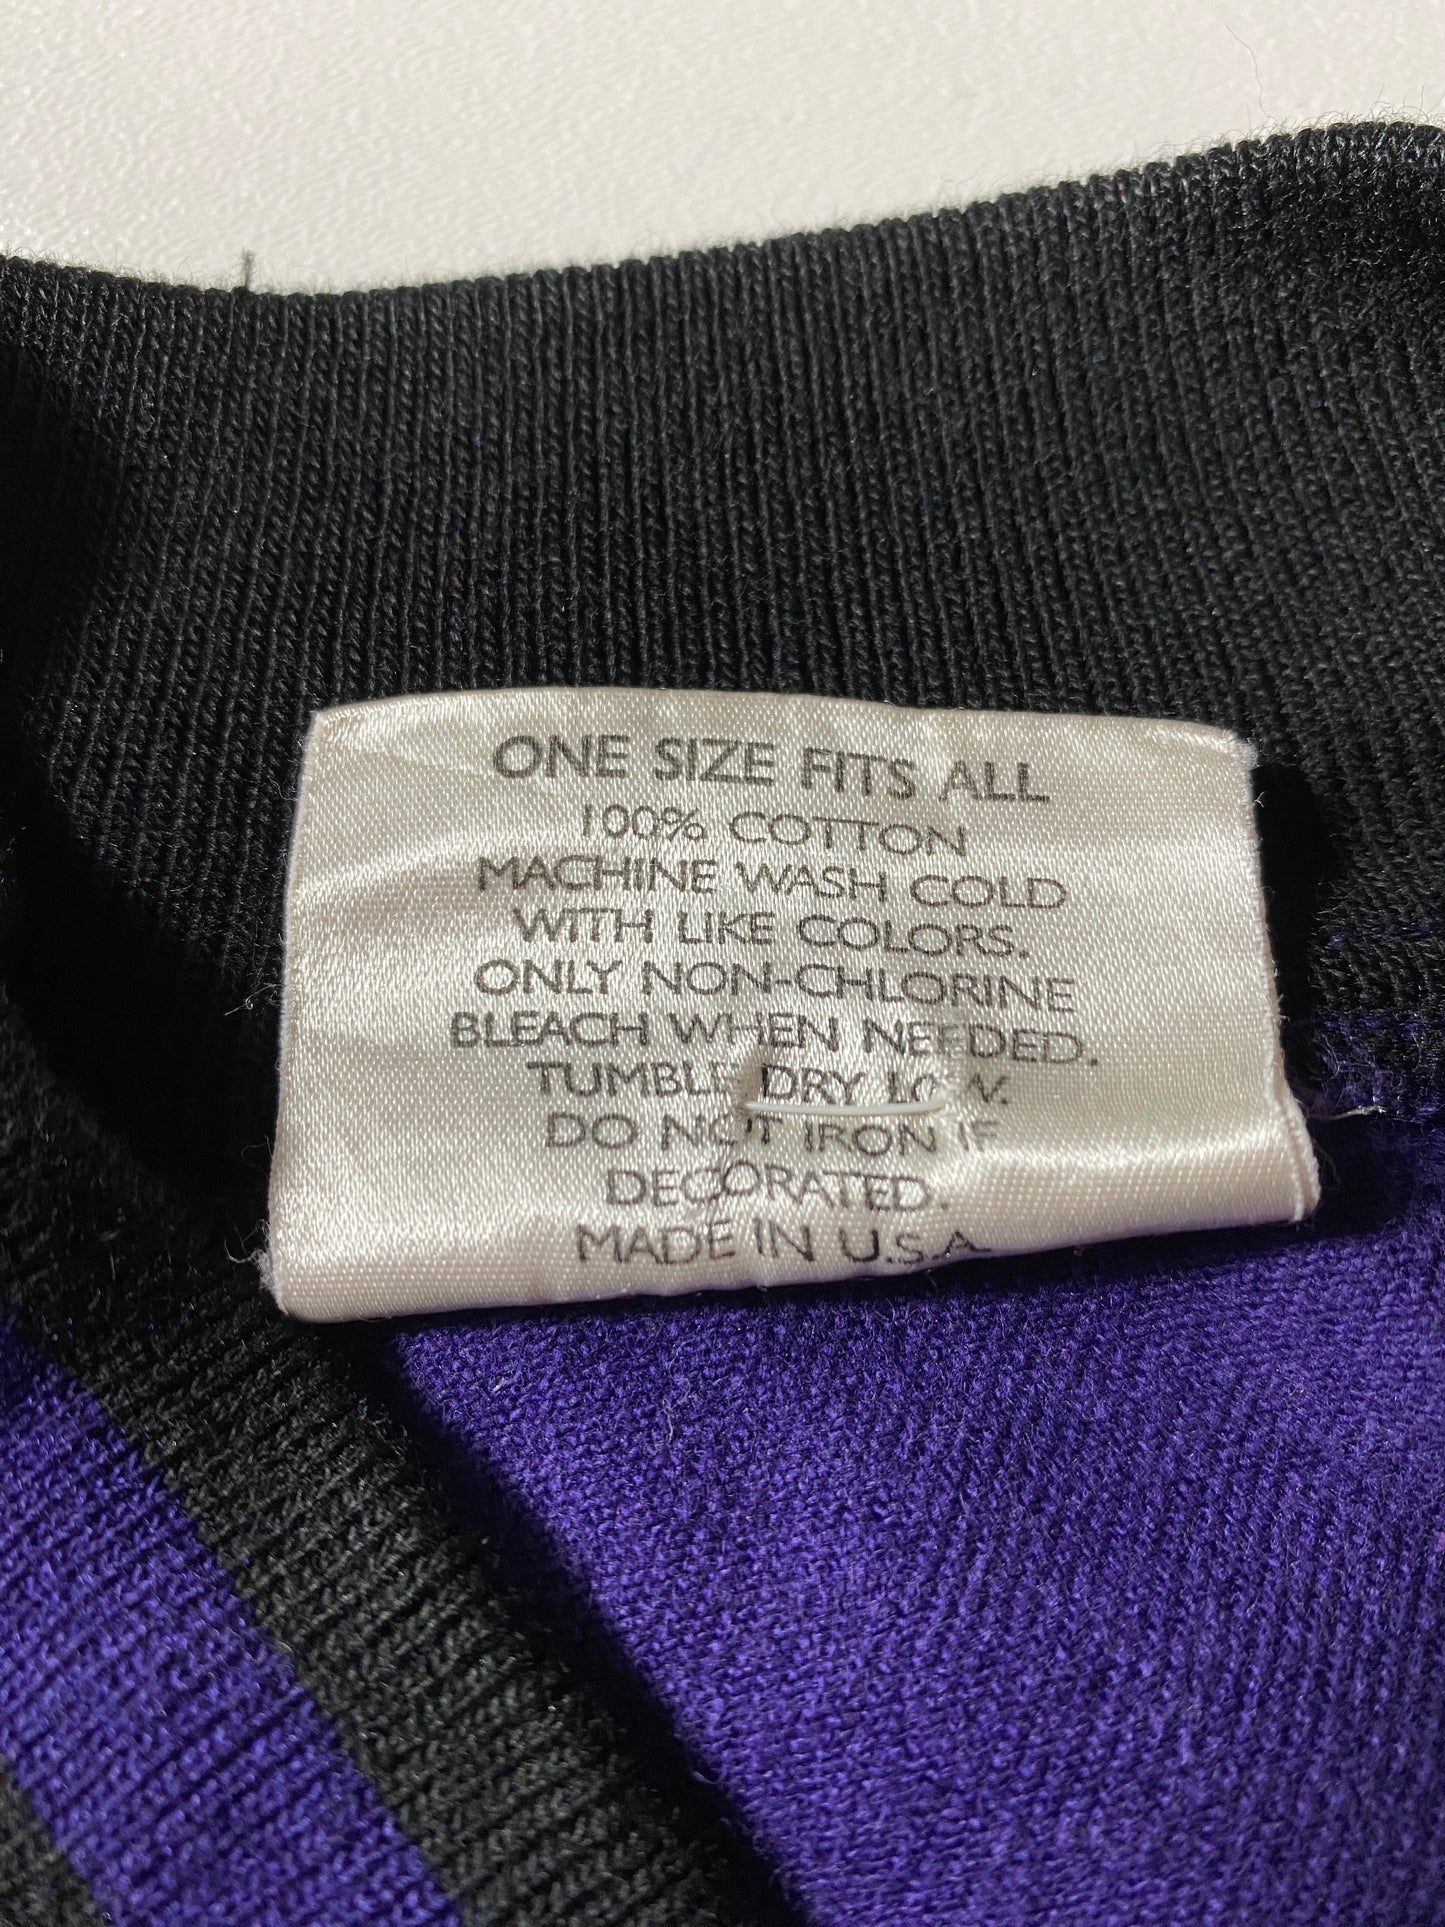 ONE SIZE FITS ALL
100% COTTON
MACHINE WASH COLD
WITH LIKE COLORS.
ONLY NON-CHLORINE
BLEACH WHEN NEEDED.
TUMBLE DRY LOW.
DO NOT IRON IF
DECORATED.
MADE IN U.S.A.